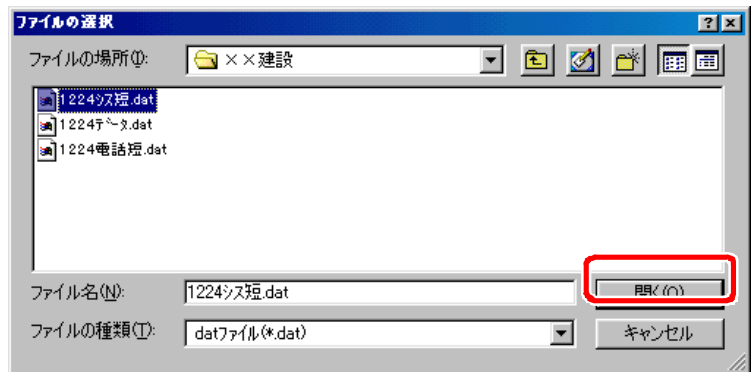 ファイルの選択
ファイルの場所(I):
××建設
1224ｼｽ短.dat
1224ﾃﾞｰﾀ.dat
1224電話短.dat
ファイル名(N):
1224ｼｽ短.dat
開く(O)
ファイルの種類(T):
datファイル(*.dat)
キャンセル